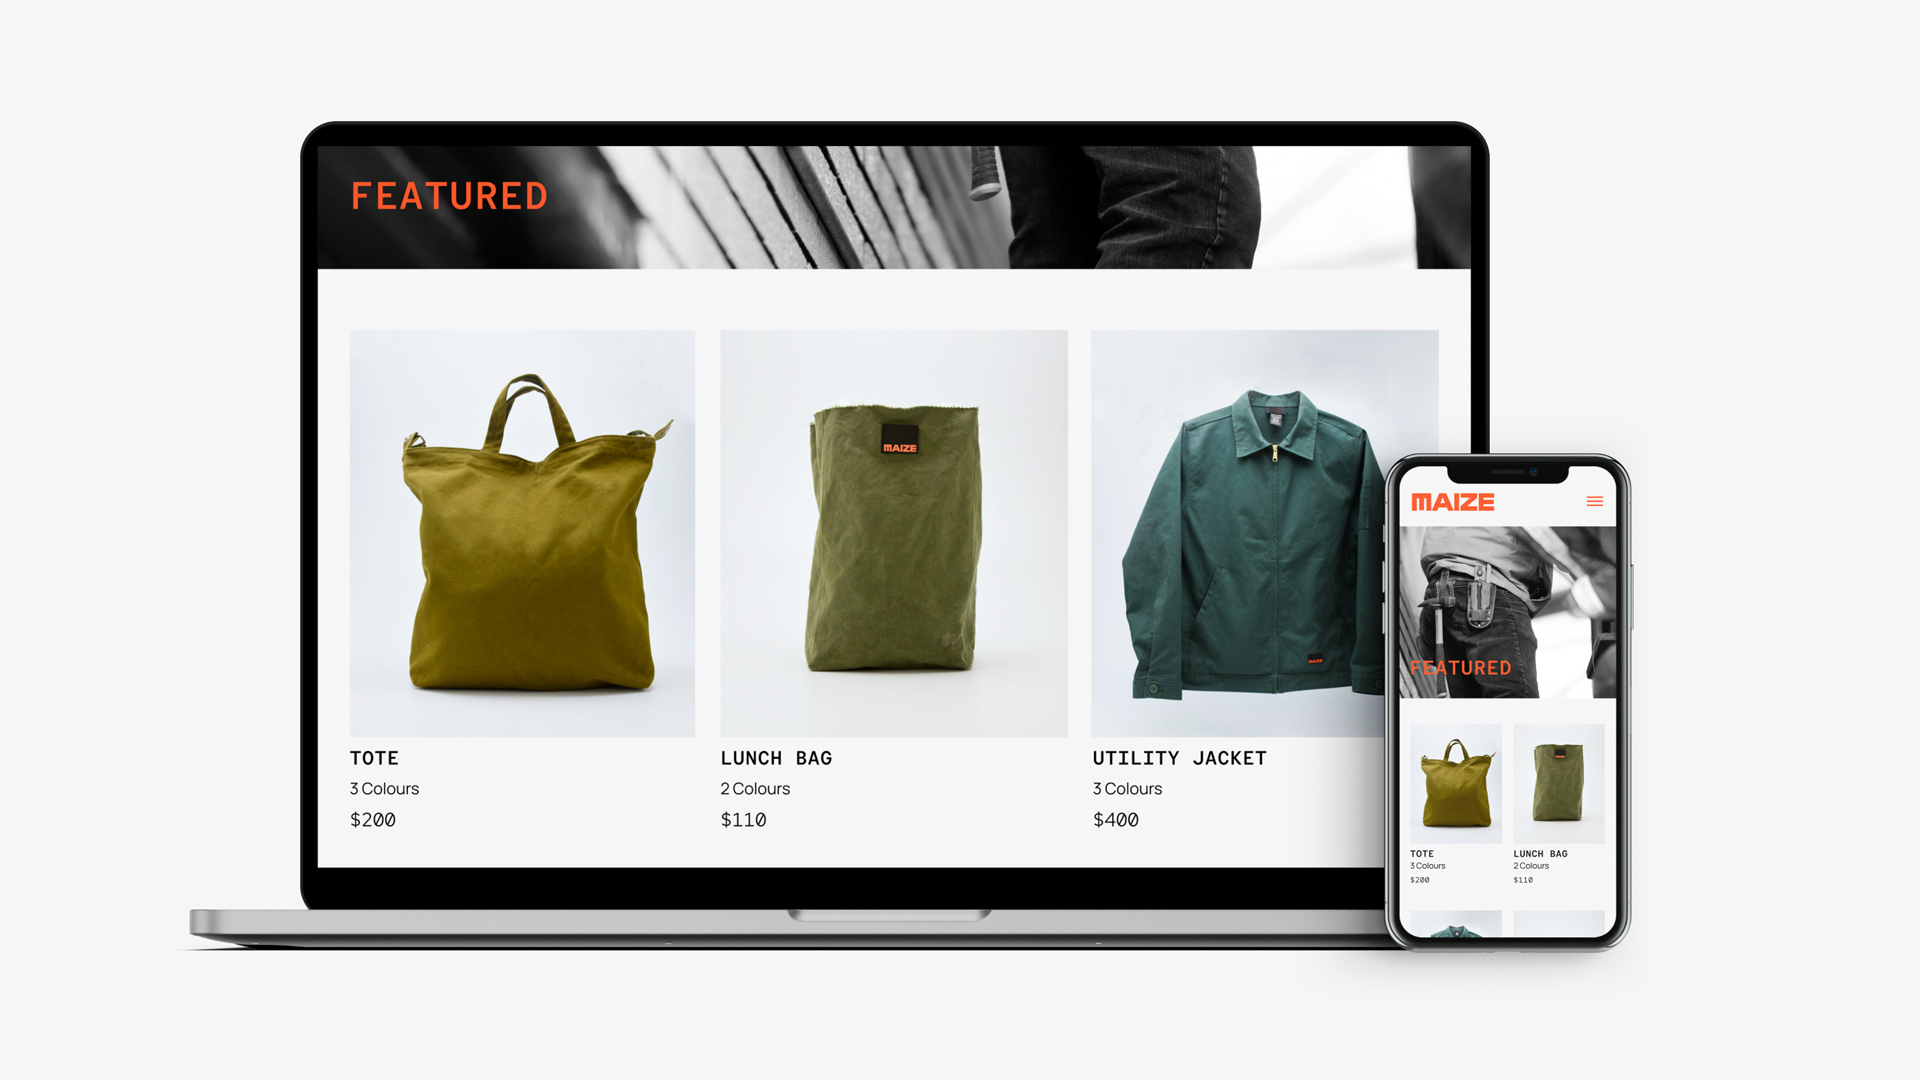 FEATURED
MAIZE
MAIZE
TOTE
3 Colours
$200
LUNCH BAG
2 Colours
$110
UTILITY JACKET
3 Colours
$400
MAIZE
FEATURED
TOTE
3 Colours
$200
LUNCH BAG
2 Colours
$110